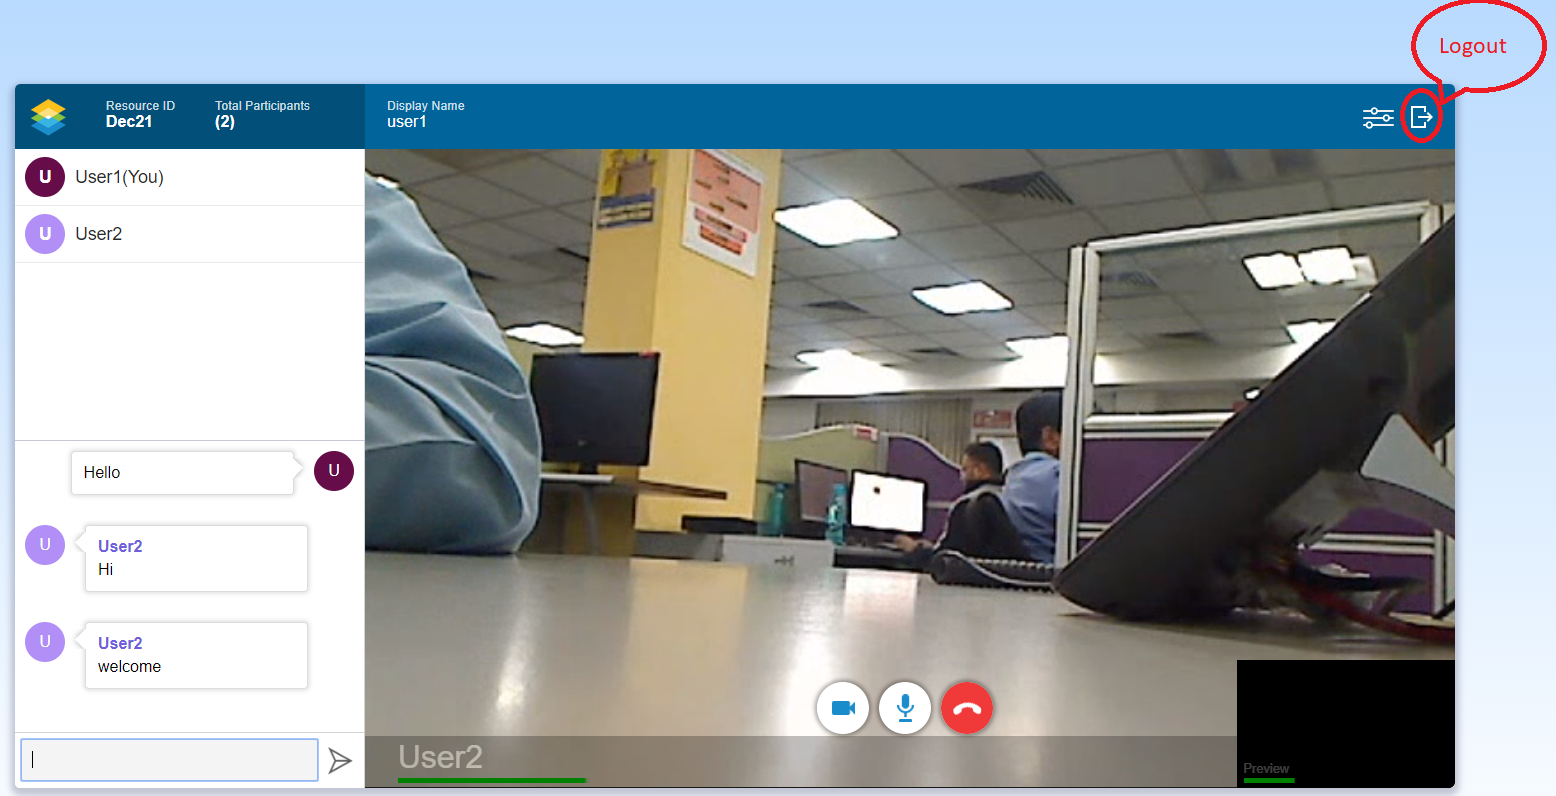 Logout
Resource ID
Dec21
Total Participants
(2)
Display Name
user1
U
User1(You)
U
User2
Hello
U
U
User2
Hi
U
User2
welcome
User2
Preview